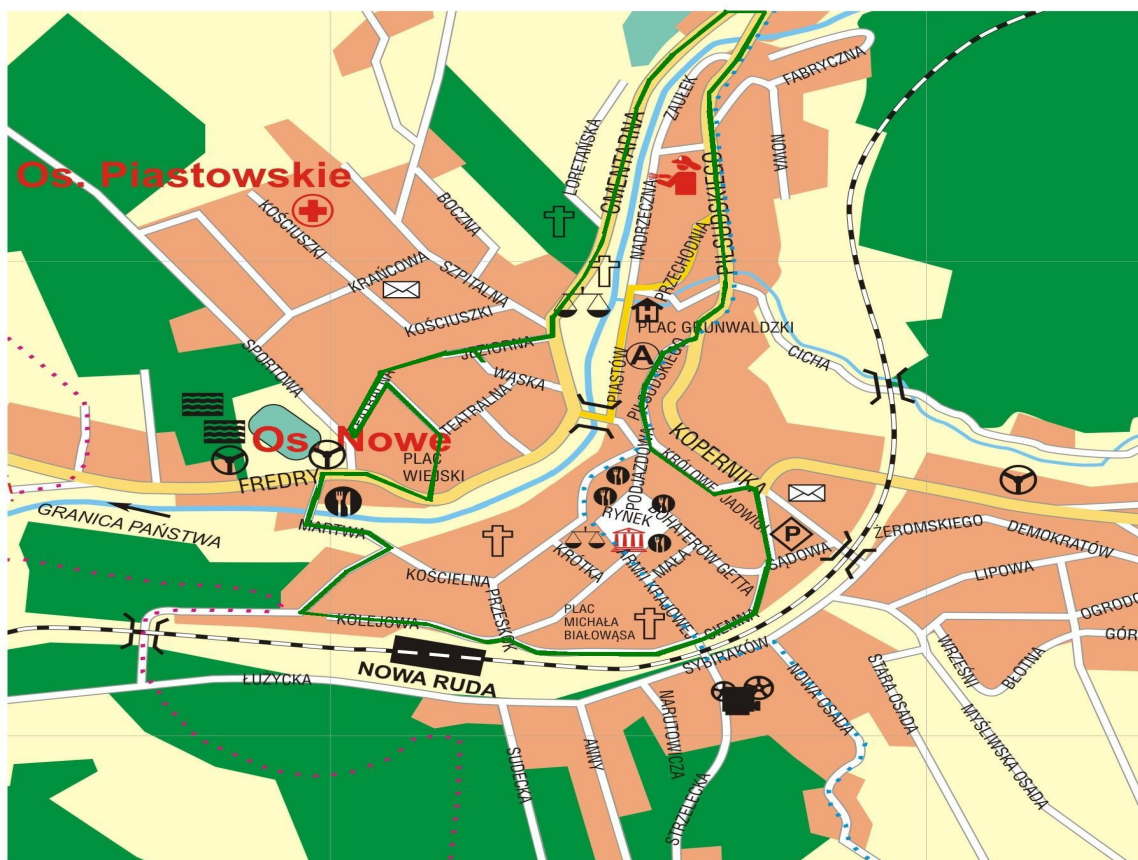 FABRYCZNA
ZAUŁEK
NOWA
LORETAŃSKA
CMENTARNA
Os. Piastowskie
PIŁSUDSKIEGO
NADRZECZNA
BOCZNA
KOŚCIUSZKI
PRZECHODNIA
KRAŃCOWA
SZPITALNA
KOŚCIUSZKI
H
PLAC GRUNWALDZKI
CICHA
A
JEZIORNA
SPORTOWA
WĄSKA
PIASTÓW
PIŁSUDSKIEGO
TEATRALNA
Os. Nowe
PLAC
WIEJSKI
KOPERNIKA
FREDRY
PODJAZDOWA
KRÓLOWEJ JADWIGI
GRANICA PAŃSTWA
MARTWA
RYNEK
BOHATERÓW GETTA
P
ŻEROMSKIEGO
DEMOKRATÓW
SĄDOWA
KOŚCIELNA
KRÓTKA
MAŁA
ARMII KRAJOWEJ
LIPOWA
PRZESKOK
PLAC
MICHAŁA
BIAŁOWĄSA
OGRODO
KOLEJOWA
CIEMNA
GÓR
SYBIRAKÓW
WRZEŚNI
BŁOTNA
NOWA RUDA
ŁUŻYCKA
STARA OSADA
NOWA OSADA
MYŚLIWSKA OSADA
NARUTOWICZA
SUDECKA
ANNY
STRZELECKA